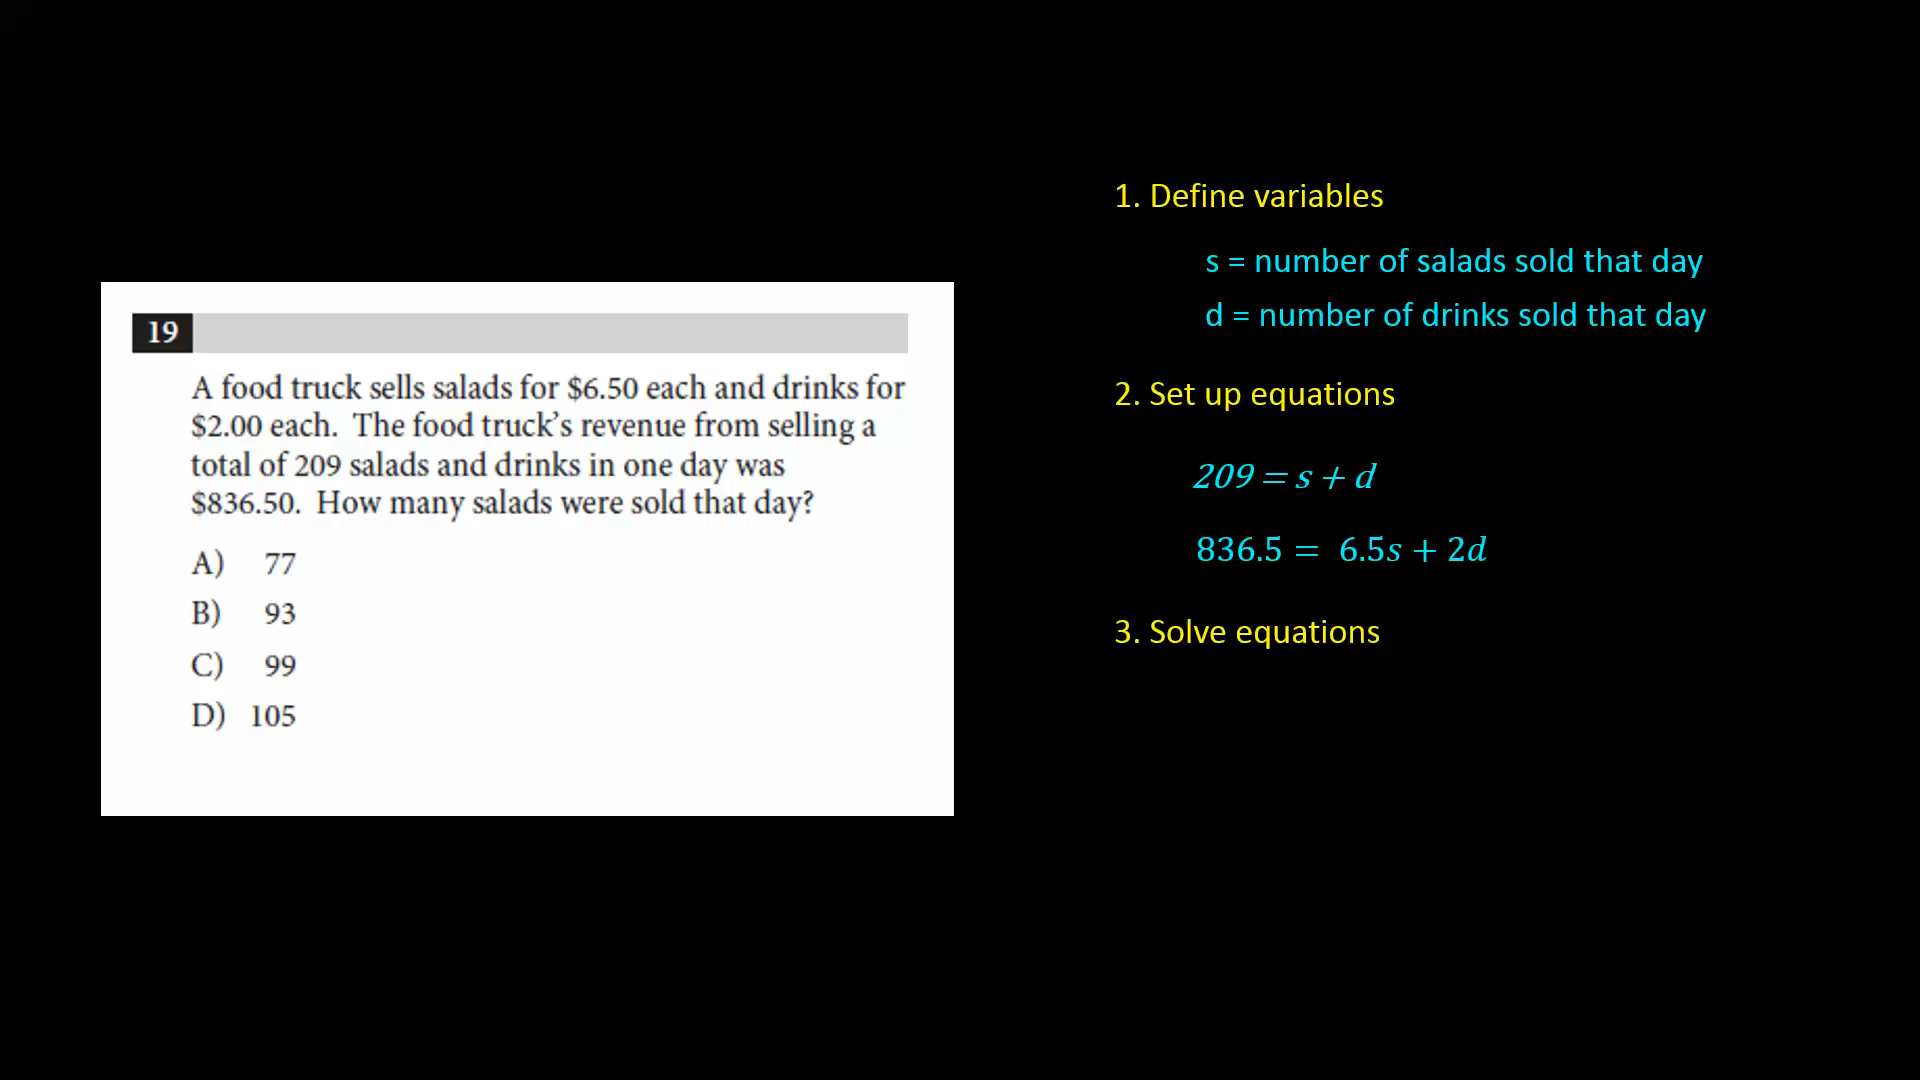 19
A food truck sells salads for $6.50 each and drinks for
$2.00 each. The food truck’s revenue from selling a
total of 209 salads and drinks in one day was
$836.50. How many salads were sold that day?
A) 77
B) 93
C) 99
D) 105
1. Define variables
s = number of salads sold that day
d = number of drinks sold that day
2. Set up equations
209 = s + d
836.5 = 6.5s + 2d
3. Solve equations